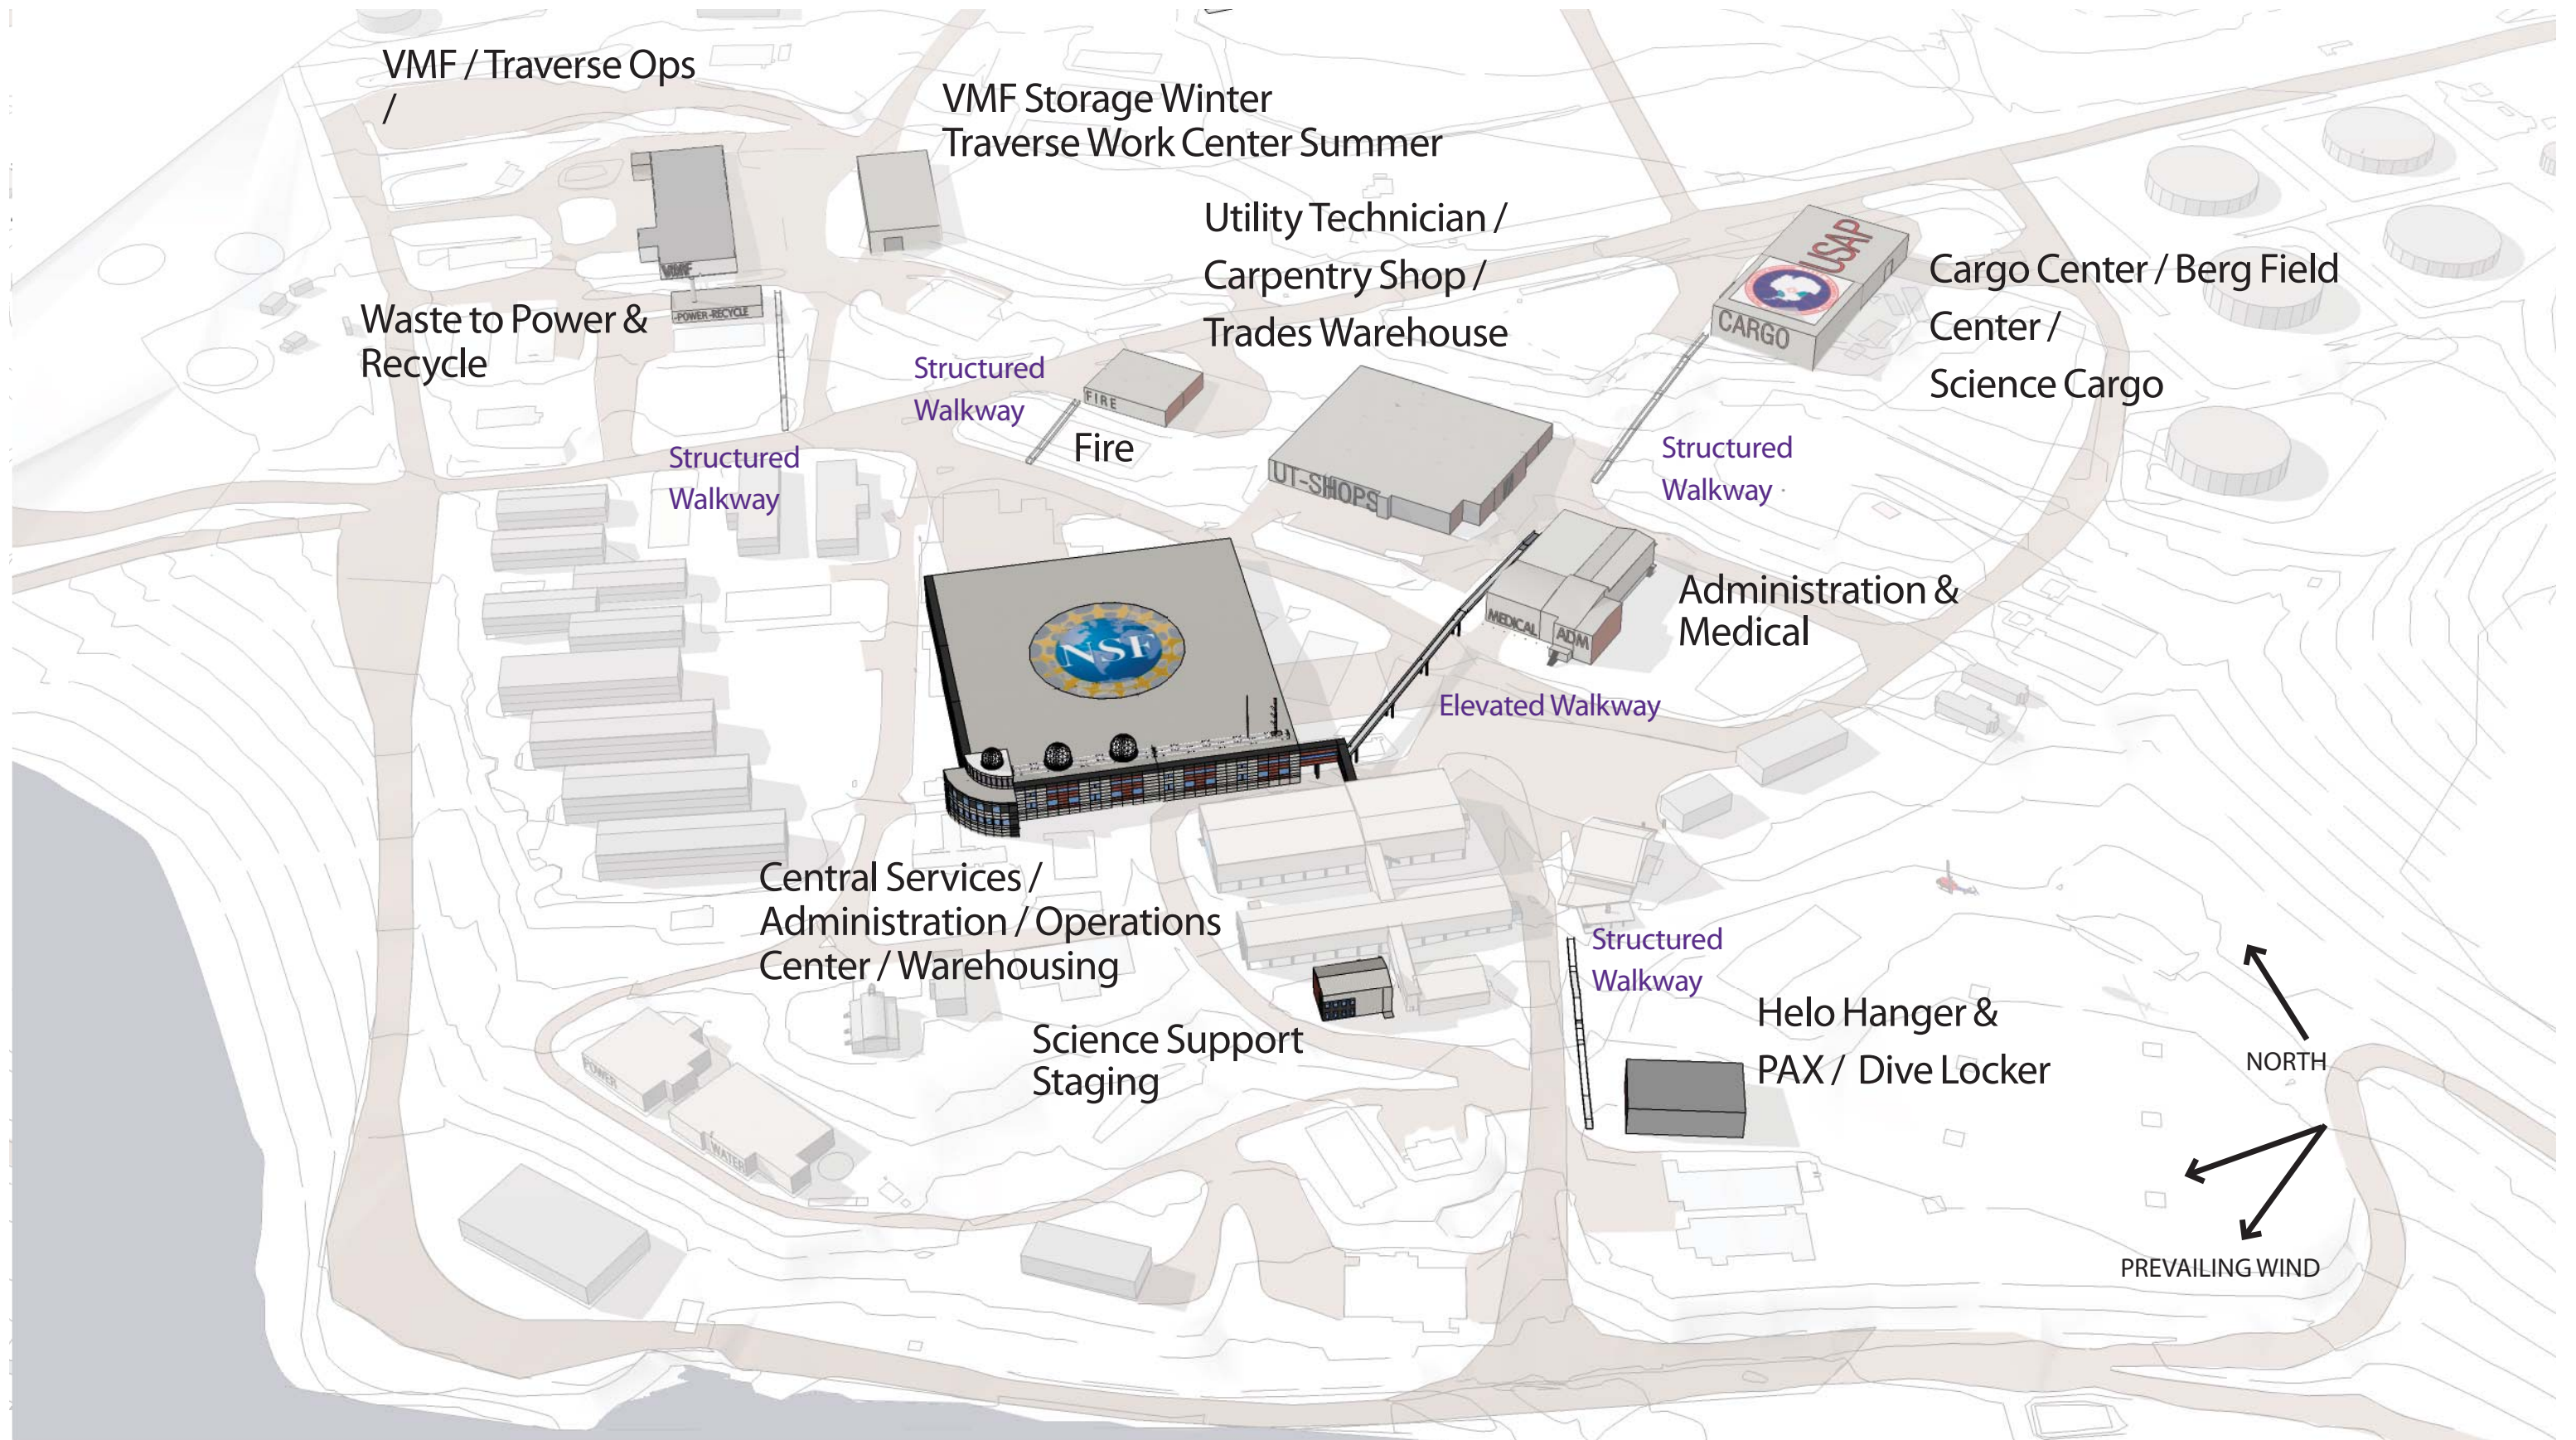 VMF / Traverse Ops
/
VMF Storage Winter
Traverse Work Center Summer
Utility Technician /
Carpentry Shop /
Trades Warehouse
USAP
CARGO
Cargo Center / Berg Field
Center /
Science Cargo
VMF
-POWER-RECYCLE
Waste to Power &
Recycle
Structured
Walkway
FIRE
Fire
Structured
Walkway
UT-SHOPS
Structured
Walkway
NSF
MEDICAL
ADM
Administration &
Medical
Elevated Walkway
Central Services /
Administration / Operations
Center / Warehousing
Structured
Walkway
Science Support
Staging
Helo Hanger &
PAX / Dive Locker
POWER
WATER
NORTH
PREVAILING WIND